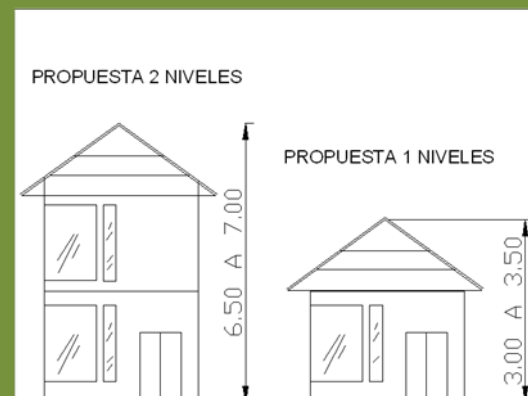 PROPUESTA 2 NIVELES
6.50 A 7.00
PROPUESTA 1 NIVELES
3.00 A 3.50